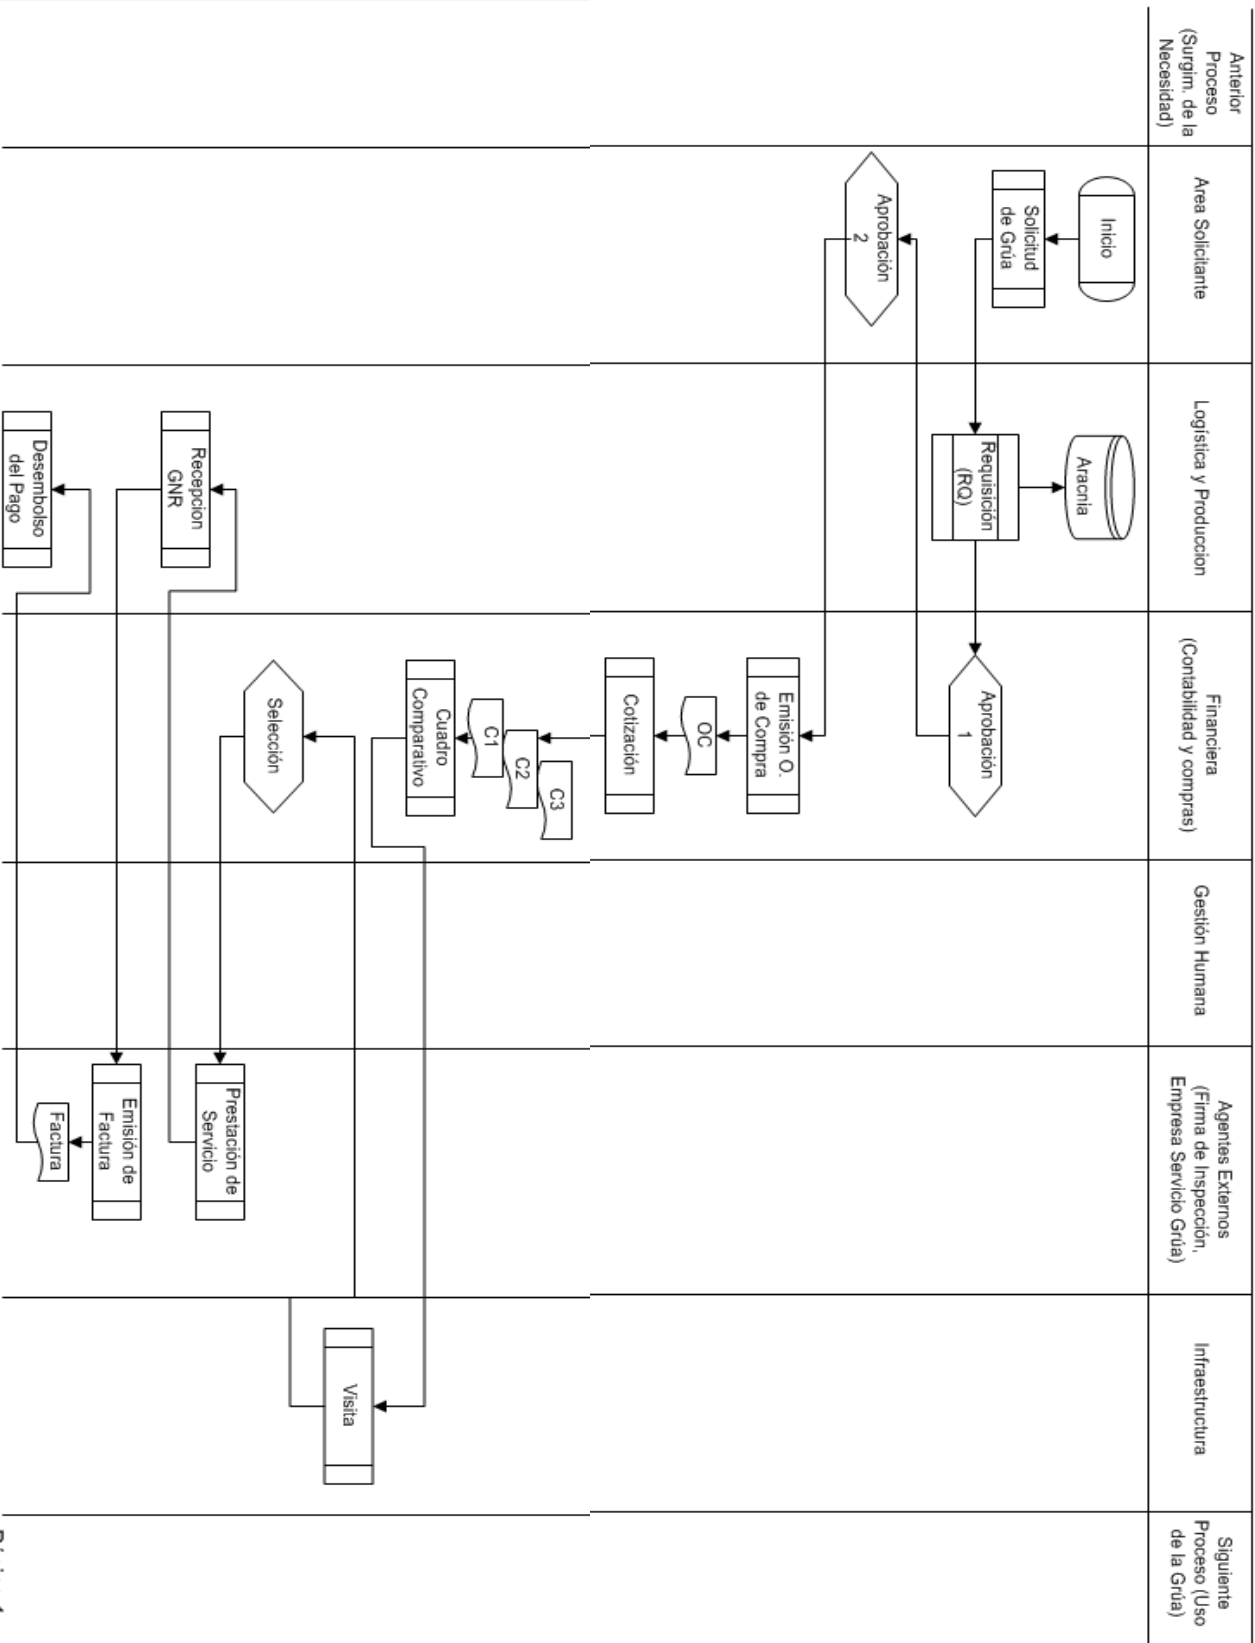 Anterior
Proceso
(Surgim. de la
Necesidad)
Area Solicitante
Logística y Produccion
Financiera
(Contabilidad y compras)
Gestión Humana
Agentes Externos
(Firma de Inspección,
Empresa Servicio Grúa)
Infraestructura
Siguiente
Proceso (Uso
de la Grúa)
Inicio
Aracnia
Solicitud
de Grúa
Requisición
(RQ)
Aprobación
1
Aprobación
2
Emisión O.
de Compra
OC
Cotización
C3
C2
C1
Cuadro
Comparativo
Visita
Selección
Prestación de
Servicio
Recepcion
GNR
Emisión de
Factura
Factura
Desembolso
del Pago